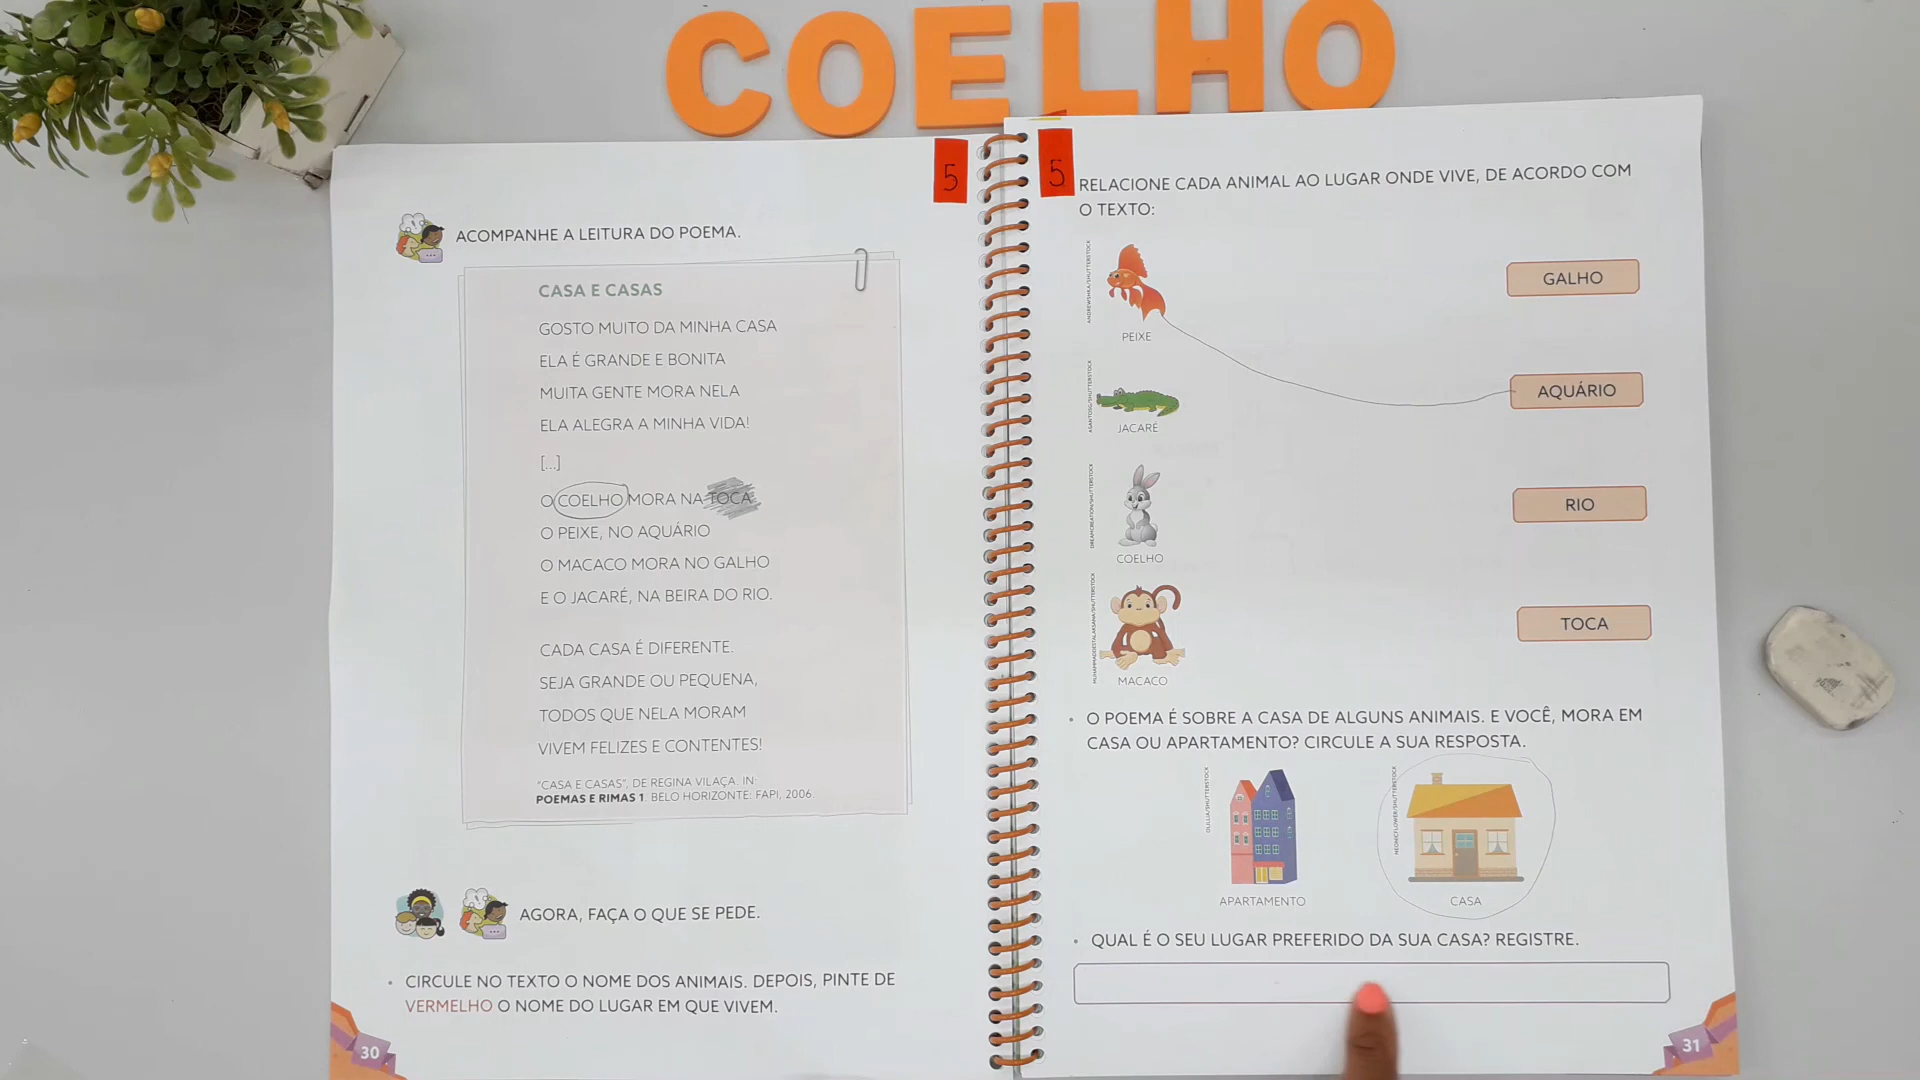 COELHO
5
ACOMPANHE A LEITURA DO POEMA.
CASA E CASAS
GOSTO MUITO DA MINHA CASA
ELA É GRANDE E BONITA
MUITA GENTE MORA NELA
ELA ALEGRA A MINHA VIDA!
[...]
O COELHO MORA NA TOCA
O PEIXE, NO AQUÁRIO
O MACACO MORA NO GALHO
E O JACARÉ, NA BEIRA DO RIO.
CADA CASA É DIFERENTE.
SEJA GRANDE OU PEQUENA,
TODOS QUE NELA MORAM
VIVEM FELIZES E CONTENTES!
"CASA E CASAS", DE REGINA VILAÇA. IN:
POEMAS E RIMAS 1. BELO HORIZONTE: FAPI, 2006.
AGORA, FAÇA O QUE SE PEDE.
• CIRCULE NO TEXTO O NOME DOS ANIMAIS. DEPOIS, PINTE DE
VERMELHO O NOME DO LUGAR EM QUE VIVEM.
30
5
RELACIONE CADA ANIMAL AO LUGAR ONDE VIVE, DE ACORDO COM
O TEXTO:
PEIXE
GALHO
JACARÉ
AQUÁRIO
COELHO
RIO
MACACO
TOCA
• O POEMA É SOBRE A CASA DE ALGUNS ANIMAIS. E VOCÊ, MORA EM
CASA OU APARTAMENTO? CIRCULE A SUA RESPOSTA.
APARTAMENTO
CASA
• QUAL É O SEU LUGAR PREFERIDO DA SUA CASA? REGISTRE.
31